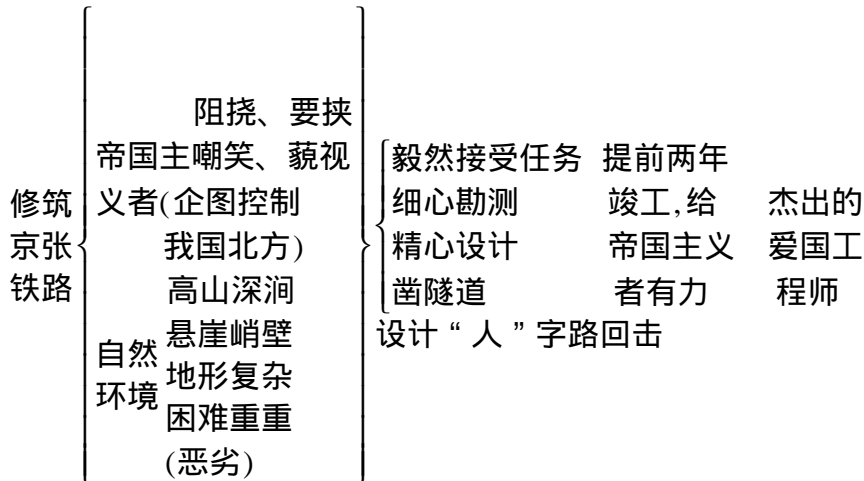 阻挠、要挟
帝国主嘲笑、藐视
义者(企图控制
我国北方)
修筑
京张
铁路
高山深涧
悬崖峭壁
地形复杂
困难重重
(恶劣)
自然
环境
毅然接受任务 提前两年
细心勘测 竣工,给 杰出的
精心设计 帝国主义 爱国工
凿隧道 者有力 程师
设计“人”字路回击